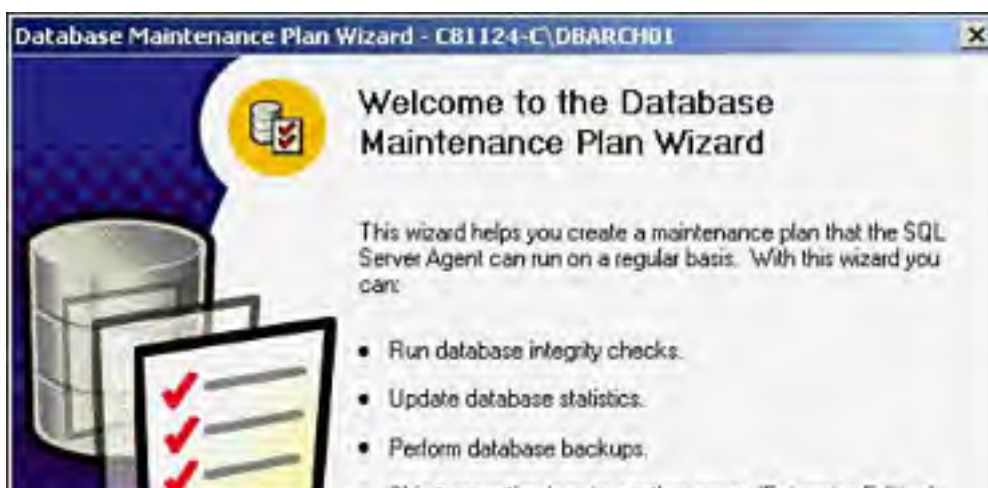 Database Maintenance Plan Wizard - C81124-C\DBARCH01
Welcome to the Database
Maintenance Plan Wizard
This wizard helps you create a maintenance plan that the SQL
Server Agent can run on a regular basis. With this wizard you
can:
• Run database integrity checks.
• Update database statistics.
• Perform database backups.